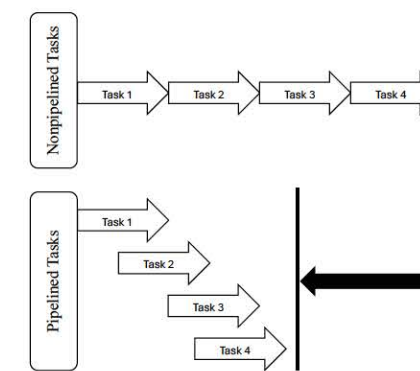 Nonpipelined Tasks
Task 1
Task 2
Task 3
Task 4
Pipelined Tasks
Task 1
Task 2
Task 3
Task 4